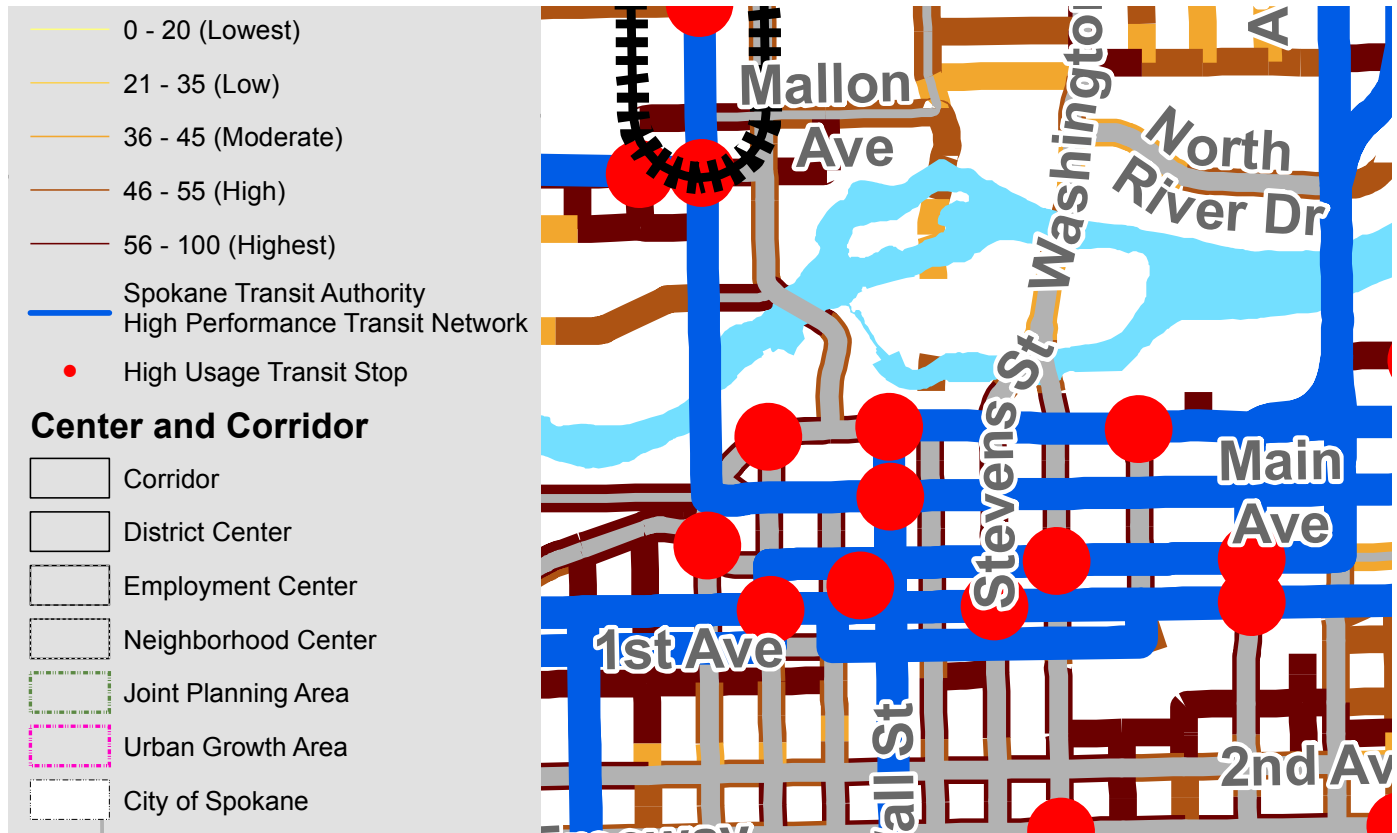 0 - 20 (Lowest)
21 - 35 (Low)
36 - 45 (Moderate)
46 - 55 (High)
56 - 100 (Highest)
Spokane Transit Authority
High Performance Transit Network
High Usage Transit Stop
Center and Corridor
Corridor
District Center
Employment Center
Neighborhood Center
Joint Planning Area
Urban Growth Area
City of Spokane
Mallon
Ave
Washington
North
River Dr
Stevens St
Main
Ave
1st Ave
2nd Av
all St